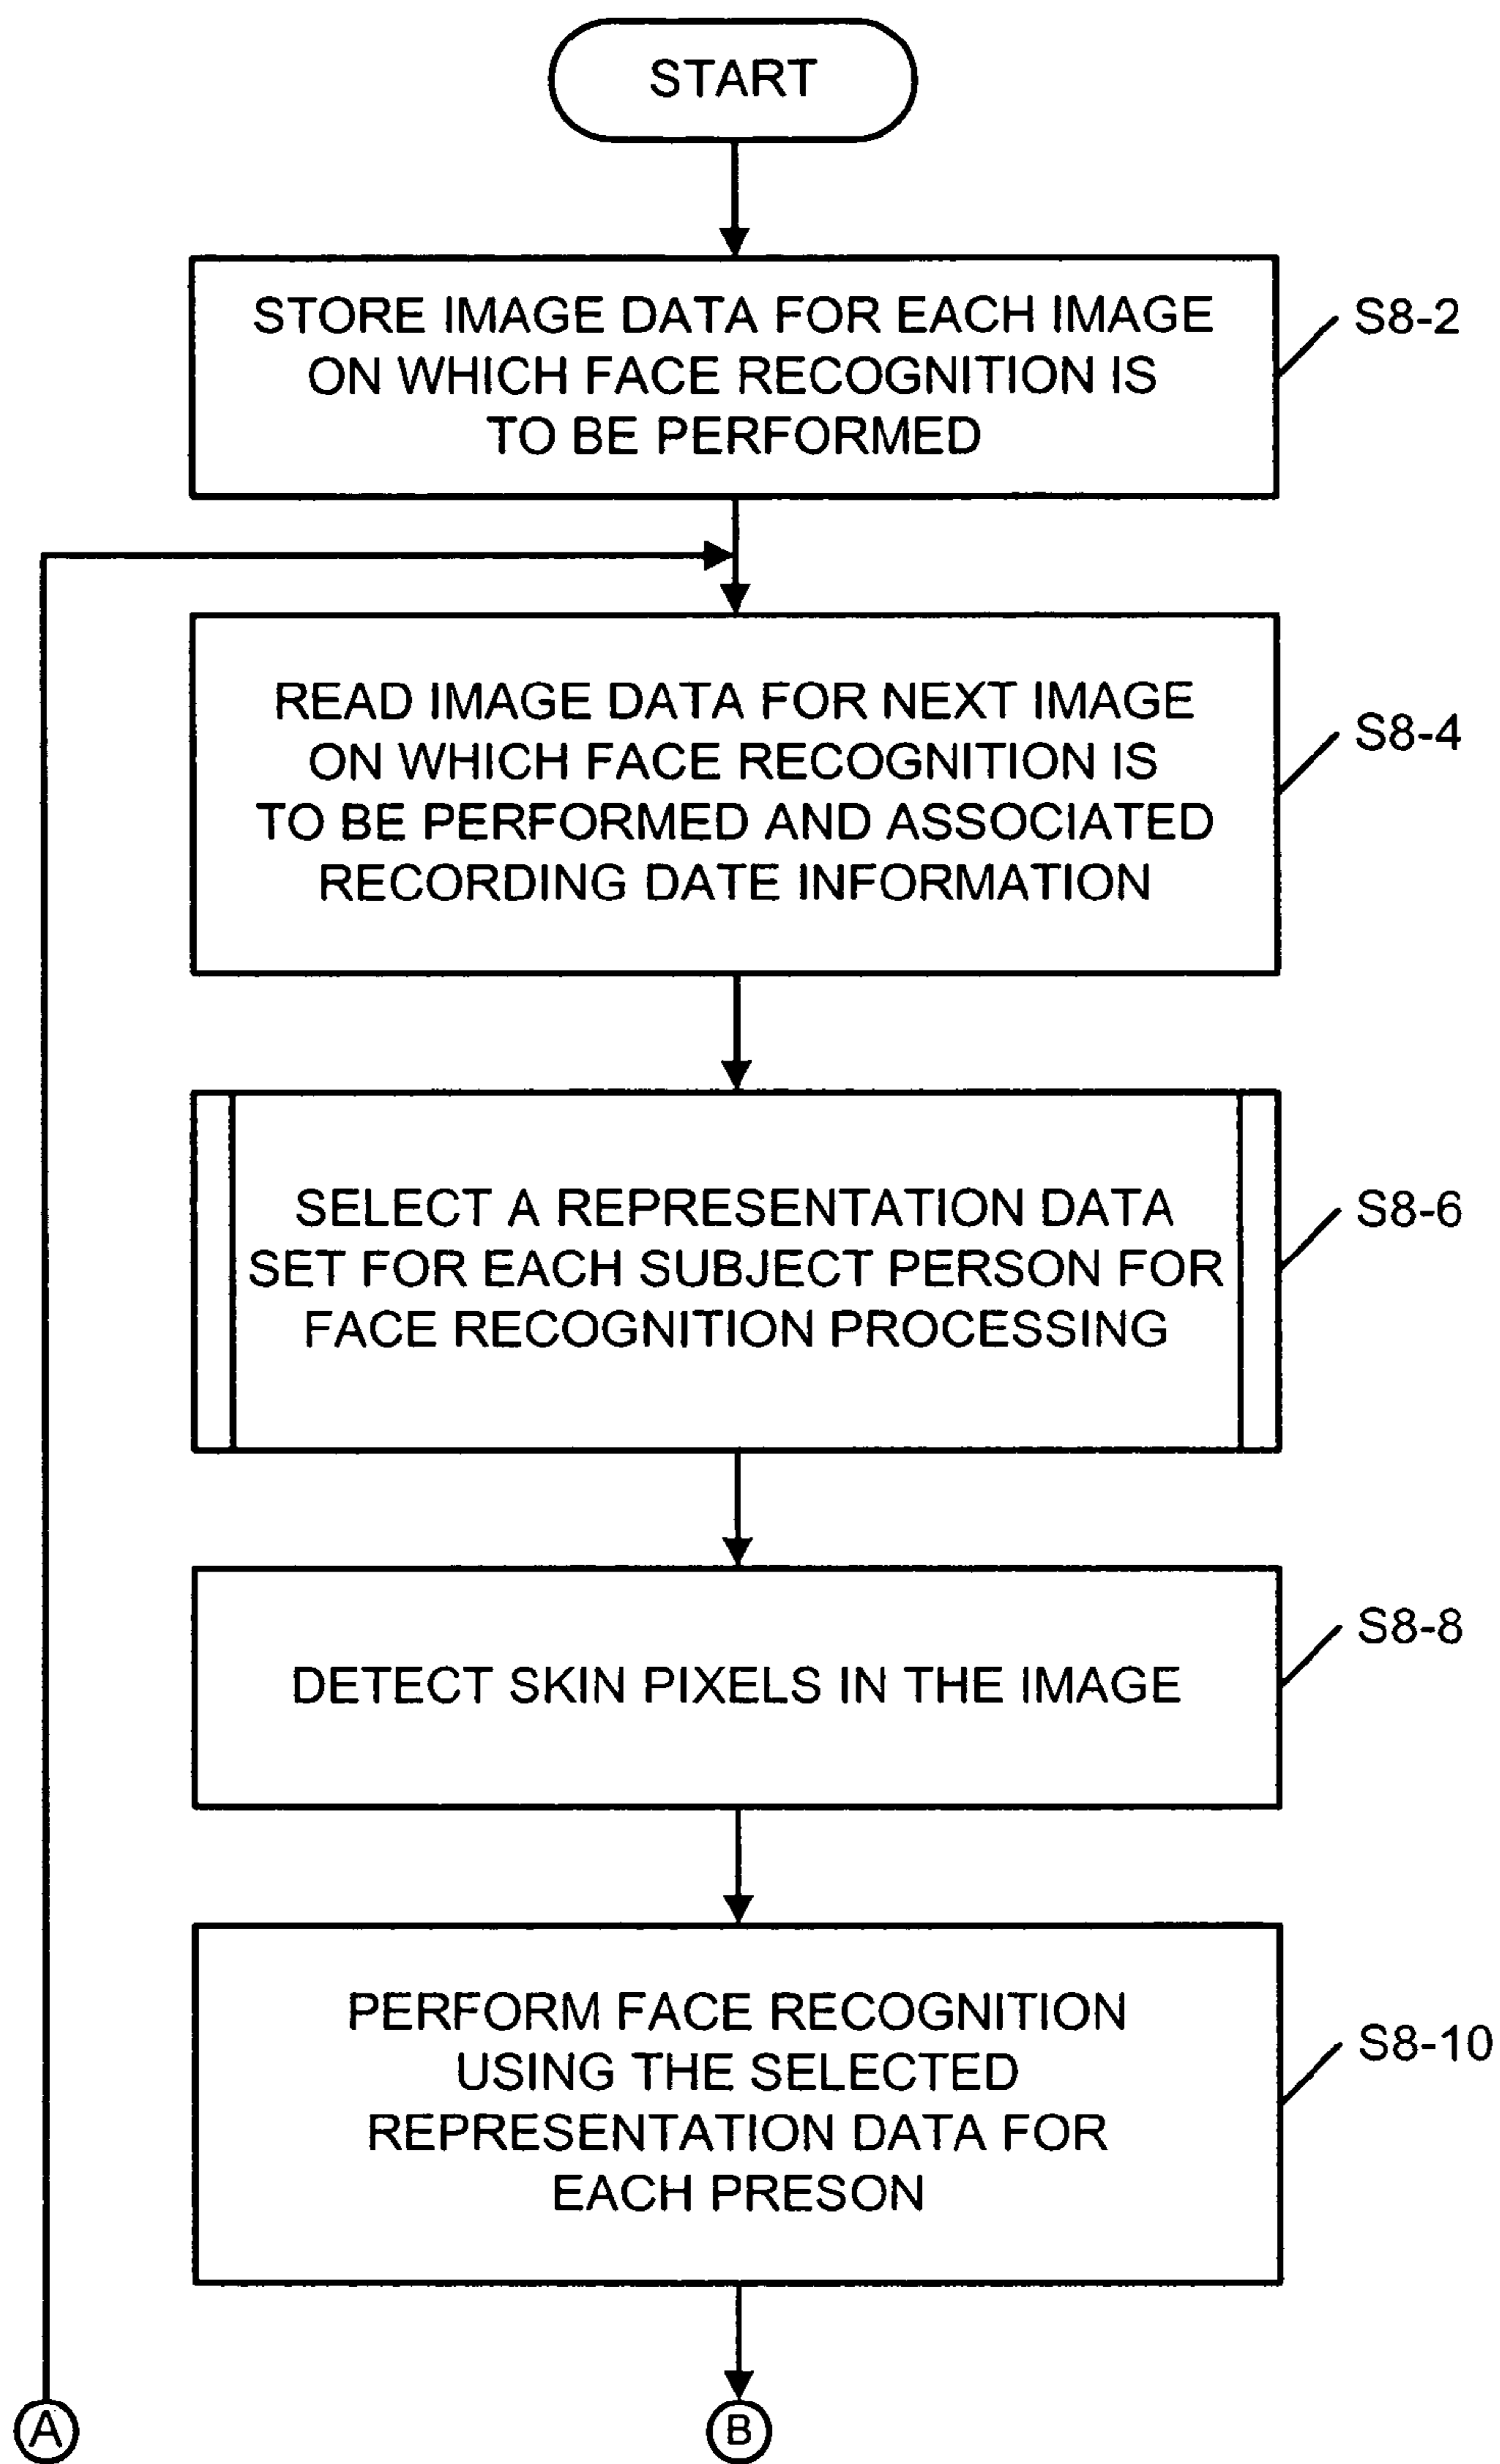 START
STORE IMAGE DATA FOR EACH IMAGE
ON WHICH FACE RECOGNITION IS
TO BE PERFORMED
S8-2
READ IMAGE DATA FOR NEXT IMAGE
ON WHICH FACE RECOGNITION IS
TO BE PERFORMED AND ASSOCIATED
RECORDING DATE INFORMATION
S8-4
SELECT A REPRESENTATION DATA
SET FOR EACH SUBJECT PERSON FOR
FACE RECOGNITION PROCESSING
S8-6
DETECT SKIN PIXELS IN THE IMAGE
S8-8
PERFORM FACE RECOGNITION
USING THE SELECTED
REPRESENTATION DATA FOR
EACH PRESON
S8-10
A
B